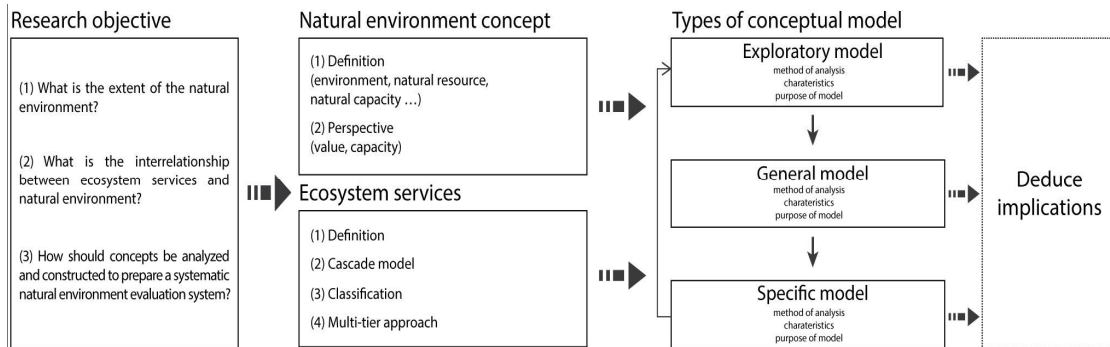 Research objective
(1) What is the extent of the natural
environment?
(2) What is the interrelationship
between ecosystem services and
natural environment?
(3) How should concepts be analyzed
and constructed to prepare a systematic
natural environment evaluation system?
Natural environment concept
(1) Definition
(environment, natural resource,
natural capacity ...)
(2) Perspective
(value, capacity)
Ecosystem services
(1) Definition
(2) Cascade model
(3) Classification
(4) Multi-tier approach
Types of conceptual model
Exploratory model
method of analysis
charateristics
purpose of model
General model
method of analysis
charateristics
purpose of model
Specific model
method of analysis
charateristics
purpose of model
Deduce
implications